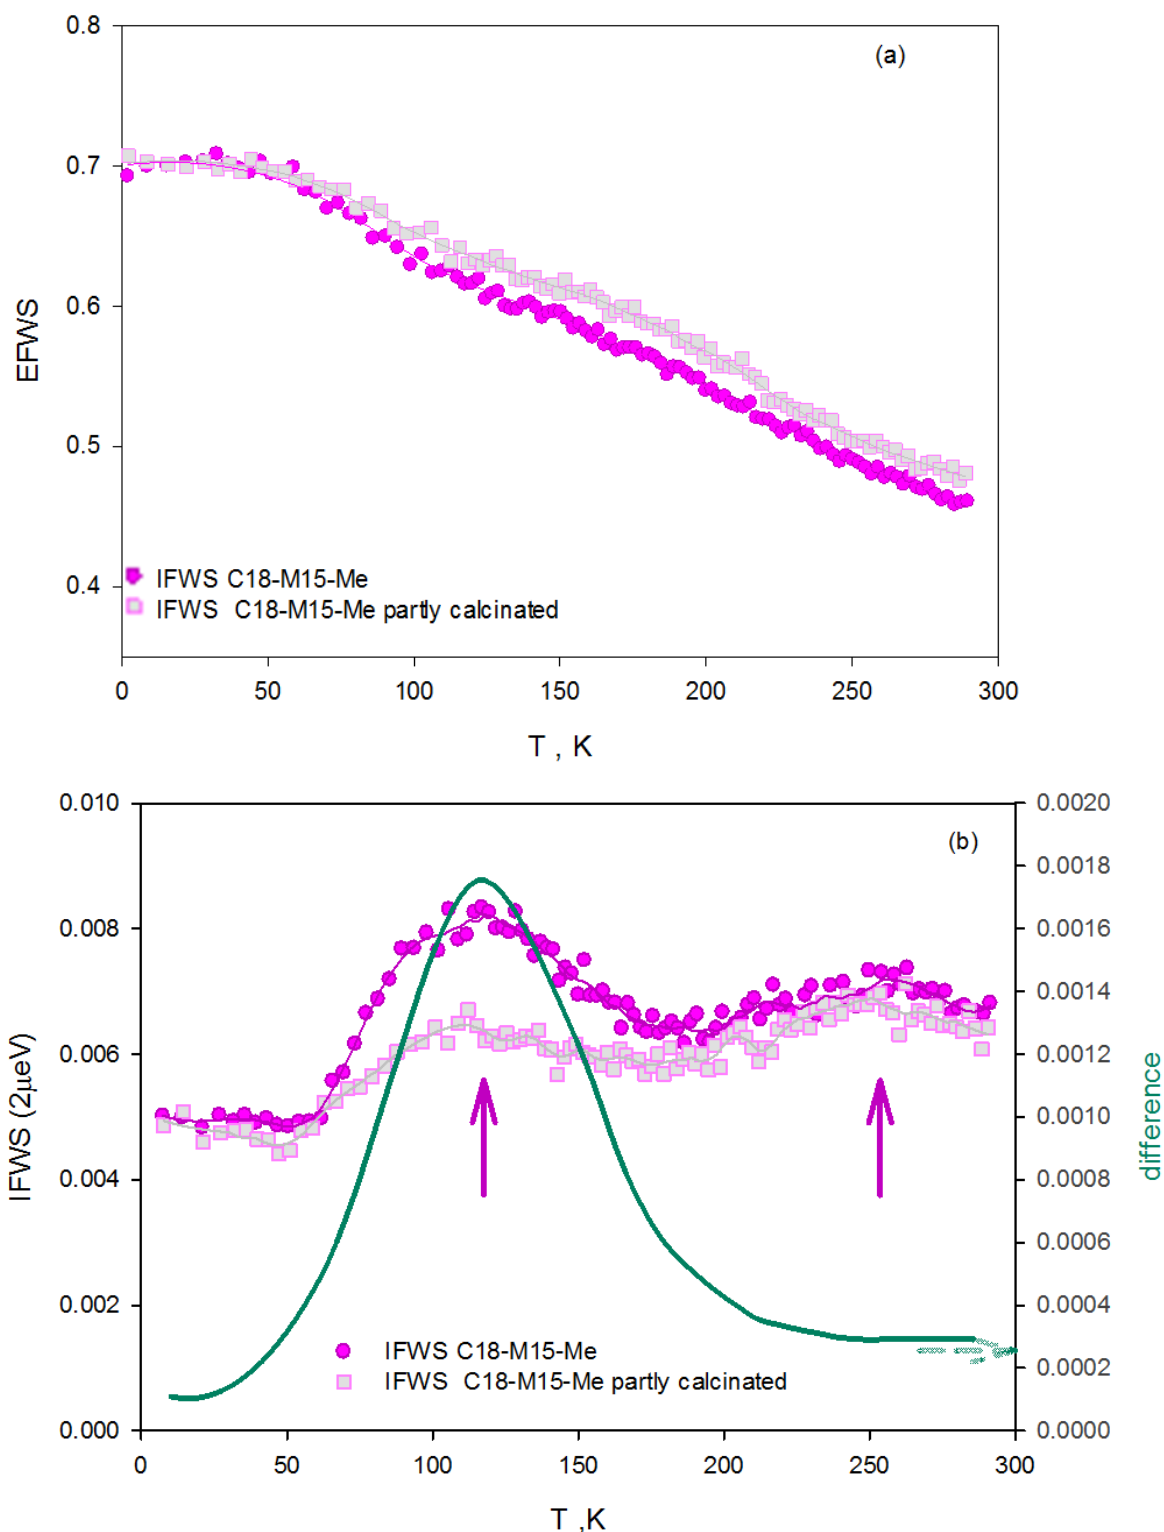 0.8
(a)
0.7
0.6
EFWS
0.5
0.4
IFWS C18-M15-Me
IFWS C18-M15-Me partly calcinated
0 50 100 150 200 250 300
T , K
0.010 0.0020
(b)
0.0018
0.008 0.0016
0.0014
0.006 0.0012
IFWS (2μeV)
0.0010
difference
0.004 0.0008
0.0006
0.002 0.0004
IFWS C18-M15-Me
IFWS C18-M15-Me partly calcinated
0.0002
0.000 0.0000
0 50 100 150 200 250 300
T ,K